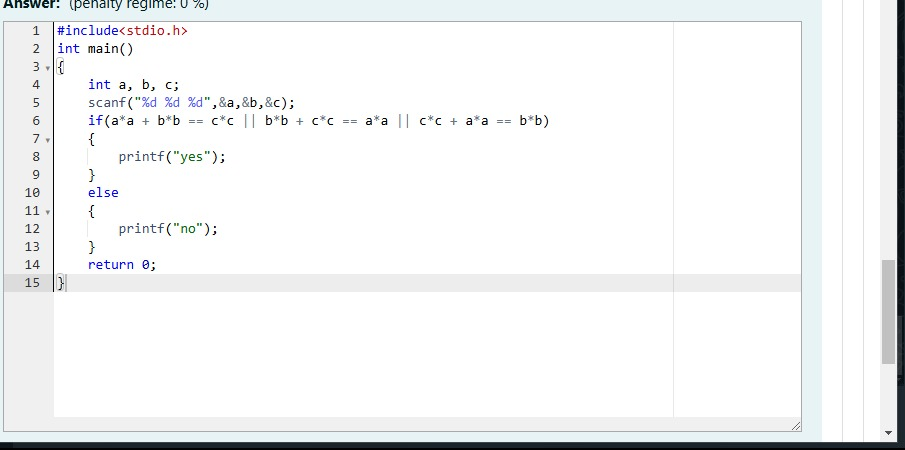 Answer: (penalty regime: 0 %)
1 #include<stdio.h>
2 int main()
3 {
4     int a, b, c;
5     scanf("%d %d %d",&a,&b,&c);
6     if(a*a + b*b == c*c || b*b + c*c == a*a || c*c + a*a == b*b)
7     {
8         printf("yes");
9     }
10     else
11     {
12         printf("no");
13     }
14     return 0;
15 }